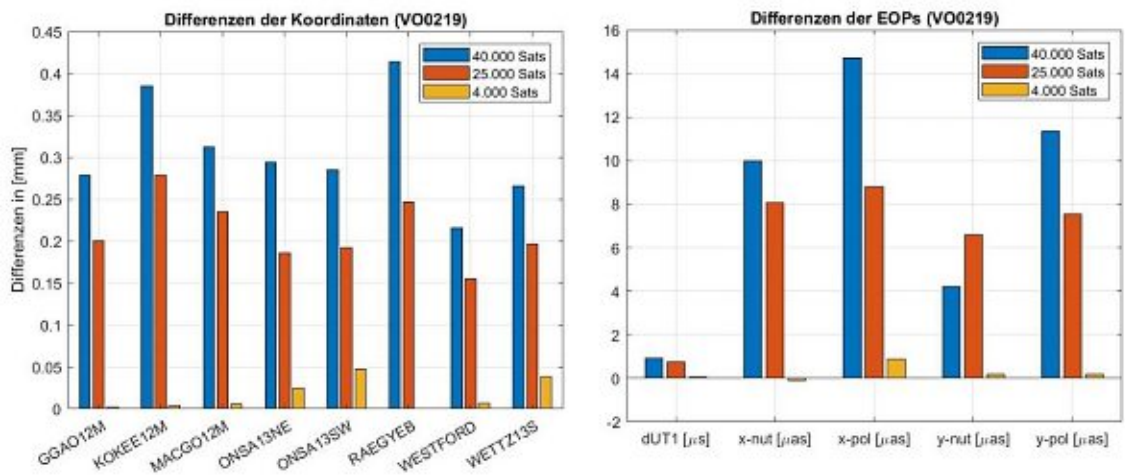 Differenzen der Koordinaten (VO0219)
0.45
0.4
0.35
0.3
0.25
0.2
0.15
0.1
0.05
0
Differenzen in [mm]
40.000 Sats
25.000 Sats
4.000 Sats
GGAO12M
KOKEE12M
MACGO12M
ONSA13NE
ONSA13SW
RAEGYEB
WESTFORD
WETTZ13S
Differenzen der EOPs (VO0219)
16
14
12
10
8
6
4
2
0
-2
40.000 Sats
25.000 Sats
4.000 Sats
dUT1 [μs]
x-nut [μas]
x-pol [μas]
y-nut [μas]
y-pol [μas]